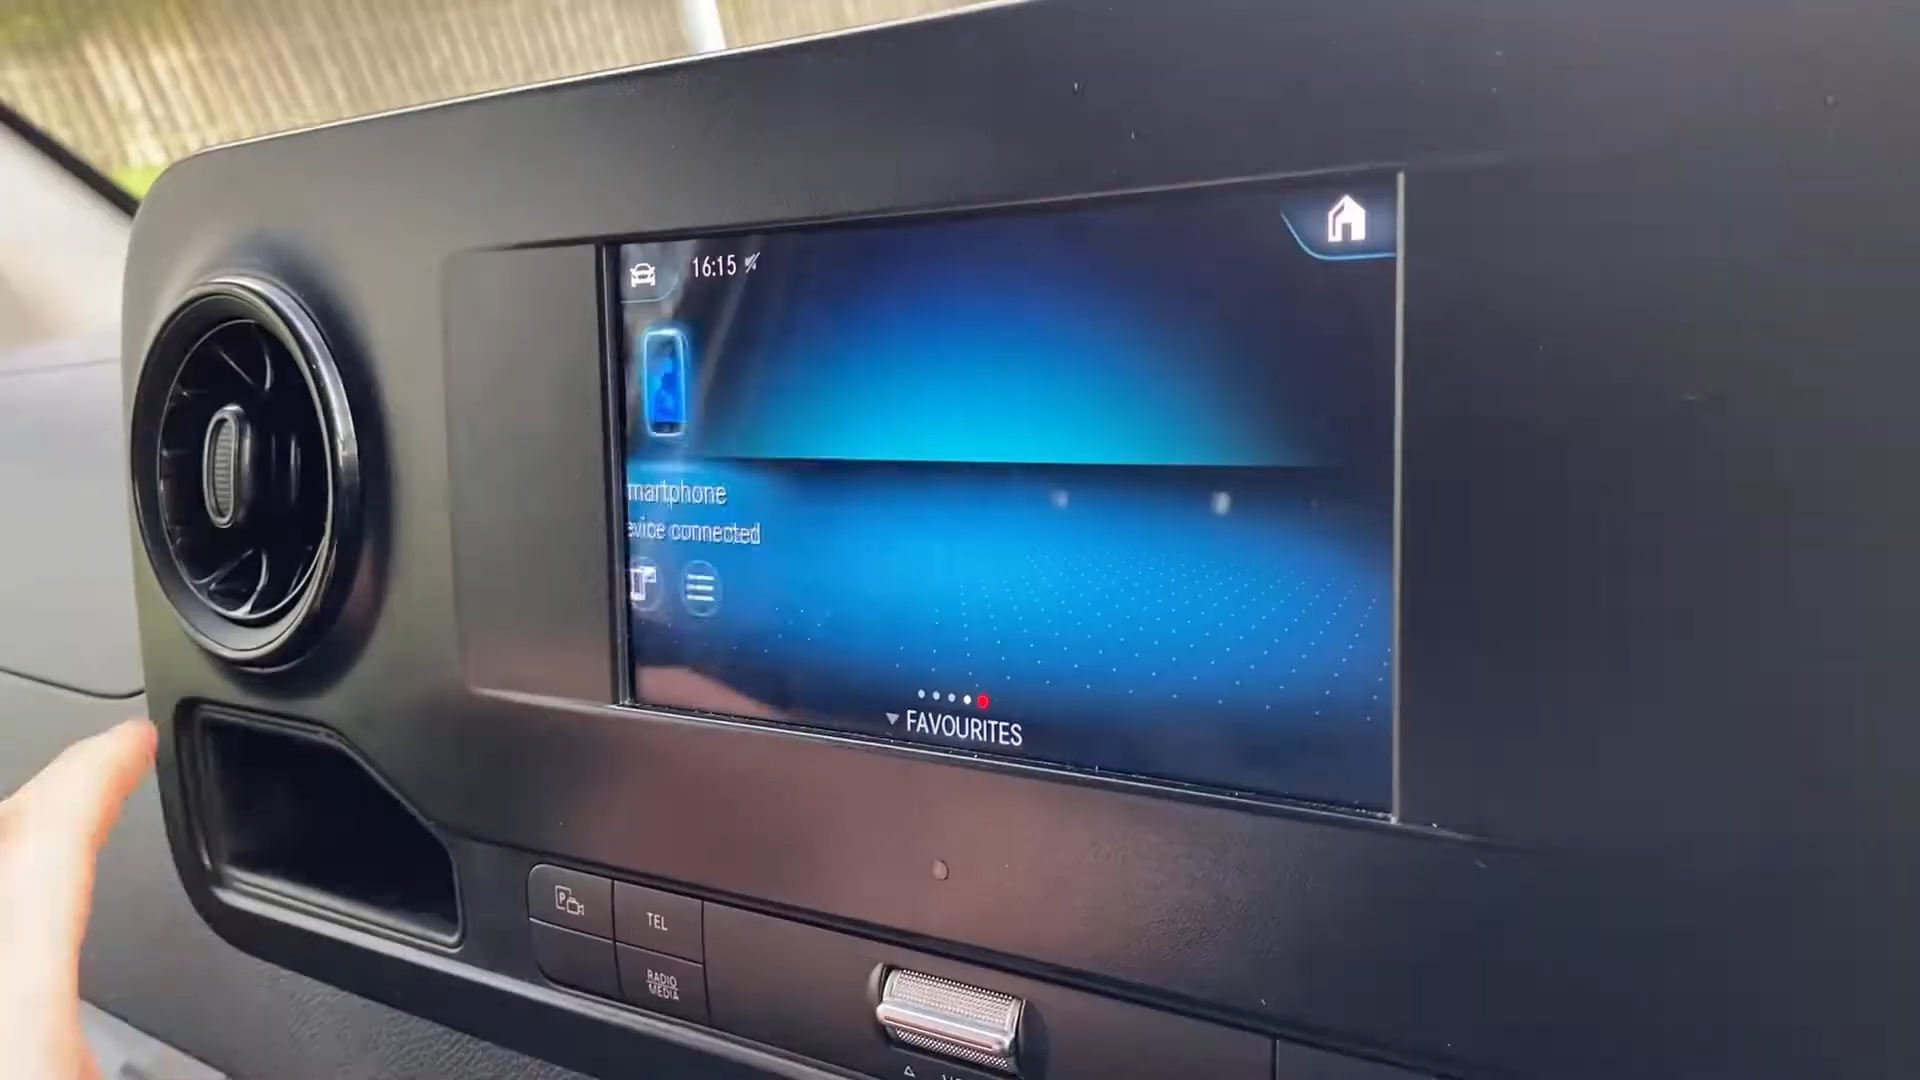 16:15
martphone
evice connected
FAVOURITES
P
TEL
RADIO
MEDIA